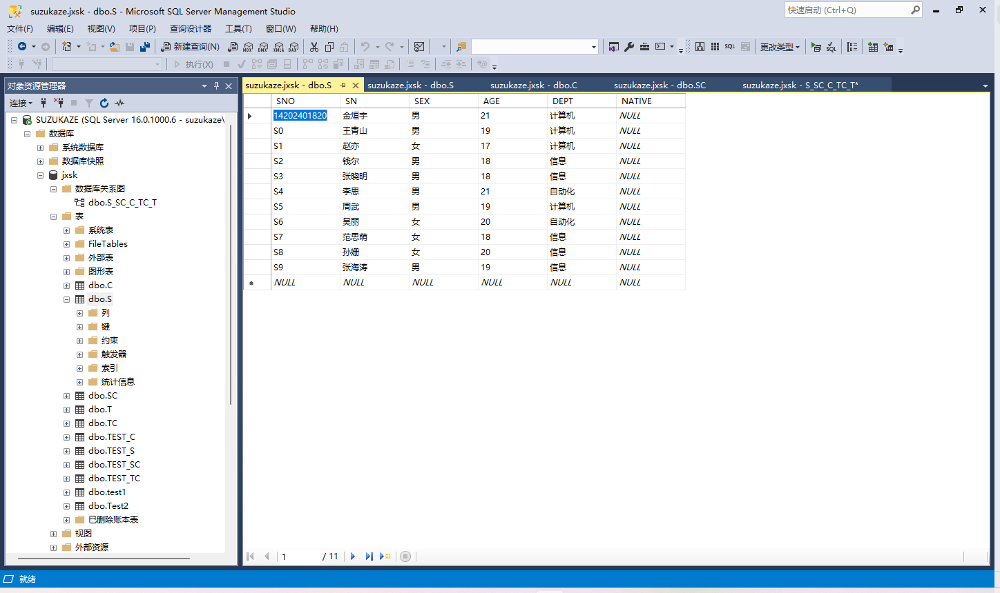 suzukaze.jxsk - dbo.S - Microsoft SQL Server Management Studio
快速启动 (Ctrl+Q)
文件(F) 编辑(E) 视图(V) 项目(P) 查询设计器 工具(T) 窗口(W) 帮助(H)
新建查询(N) MDX DMX XMLA DAX SQL 更改类型 SQL
执行(X)
对象资源管理器
连接
SUZUKAZE (SQL Server 16.0.1000.6 - suzukaze\
数据库
系统数据库
数据库快照
jxsk
数据库关系图
dbo.S_SC_C_TC_T
表
系统表
FileTables
外部表
图形表
dbo.C
dbo.S
列
键
约束
触发器
索引
统计信息
dbo.SC
dbo.T
dbo.TC
dbo.TEST_C
dbo.TEST_S
dbo.TEST_SC
dbo.TEST_TC
dbo.test1
dbo.Test2
已删除账本表
视图
外部资源
suzukaze.jxsk - dbo.S suzukaze.jxsk - dbo.S suzukaze.jxsk - dbo.C suzukaze.jxsk - dbo.SC suzukaze.jxsk - S_SC_C_TC_T*
SNO SN SEX AGE DEPT NATIVE
14202401820 金烜宇 男 21 计算机 NULL
S0 王青山 男 19 计算机 NULL
S1 赵亦 女 17 计算机 NULL
S2 钱尔 男 18 信息 NULL
S3 张晓明 男 18 信息 NULL
S4 李思 男 21 自动化 NULL
S5 周武 男 19 计算机 NULL
S6 吴丽 女 20 自动化 NULL
S7 范思萌 女 18 信息 NULL
S8 孙姗 女 20 信息 NULL
S9 张海涛 男 19 信息 NULL
NULL NULL NULL NULL NULL NULL
1 / 11
就绪